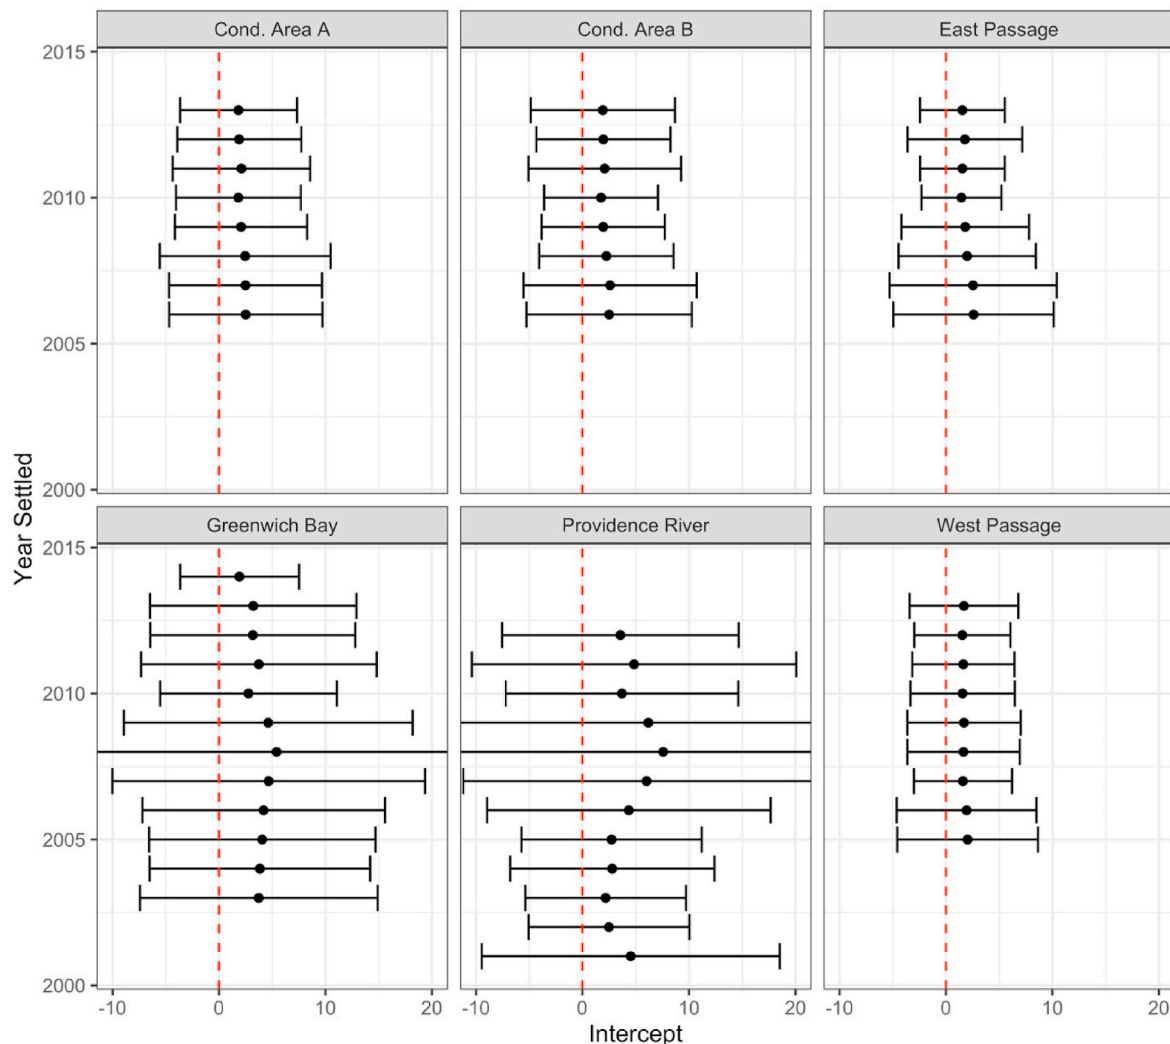 Cond. Area A
Cond. Area B
East Passage
2015
2010
2005
2000
Year Settled
Greenwich Bay
Providence River
West Passage
2015
2010
2005
2000
-10 0 10 20
-10 0 10 20
-10 0 10 20
Intercept